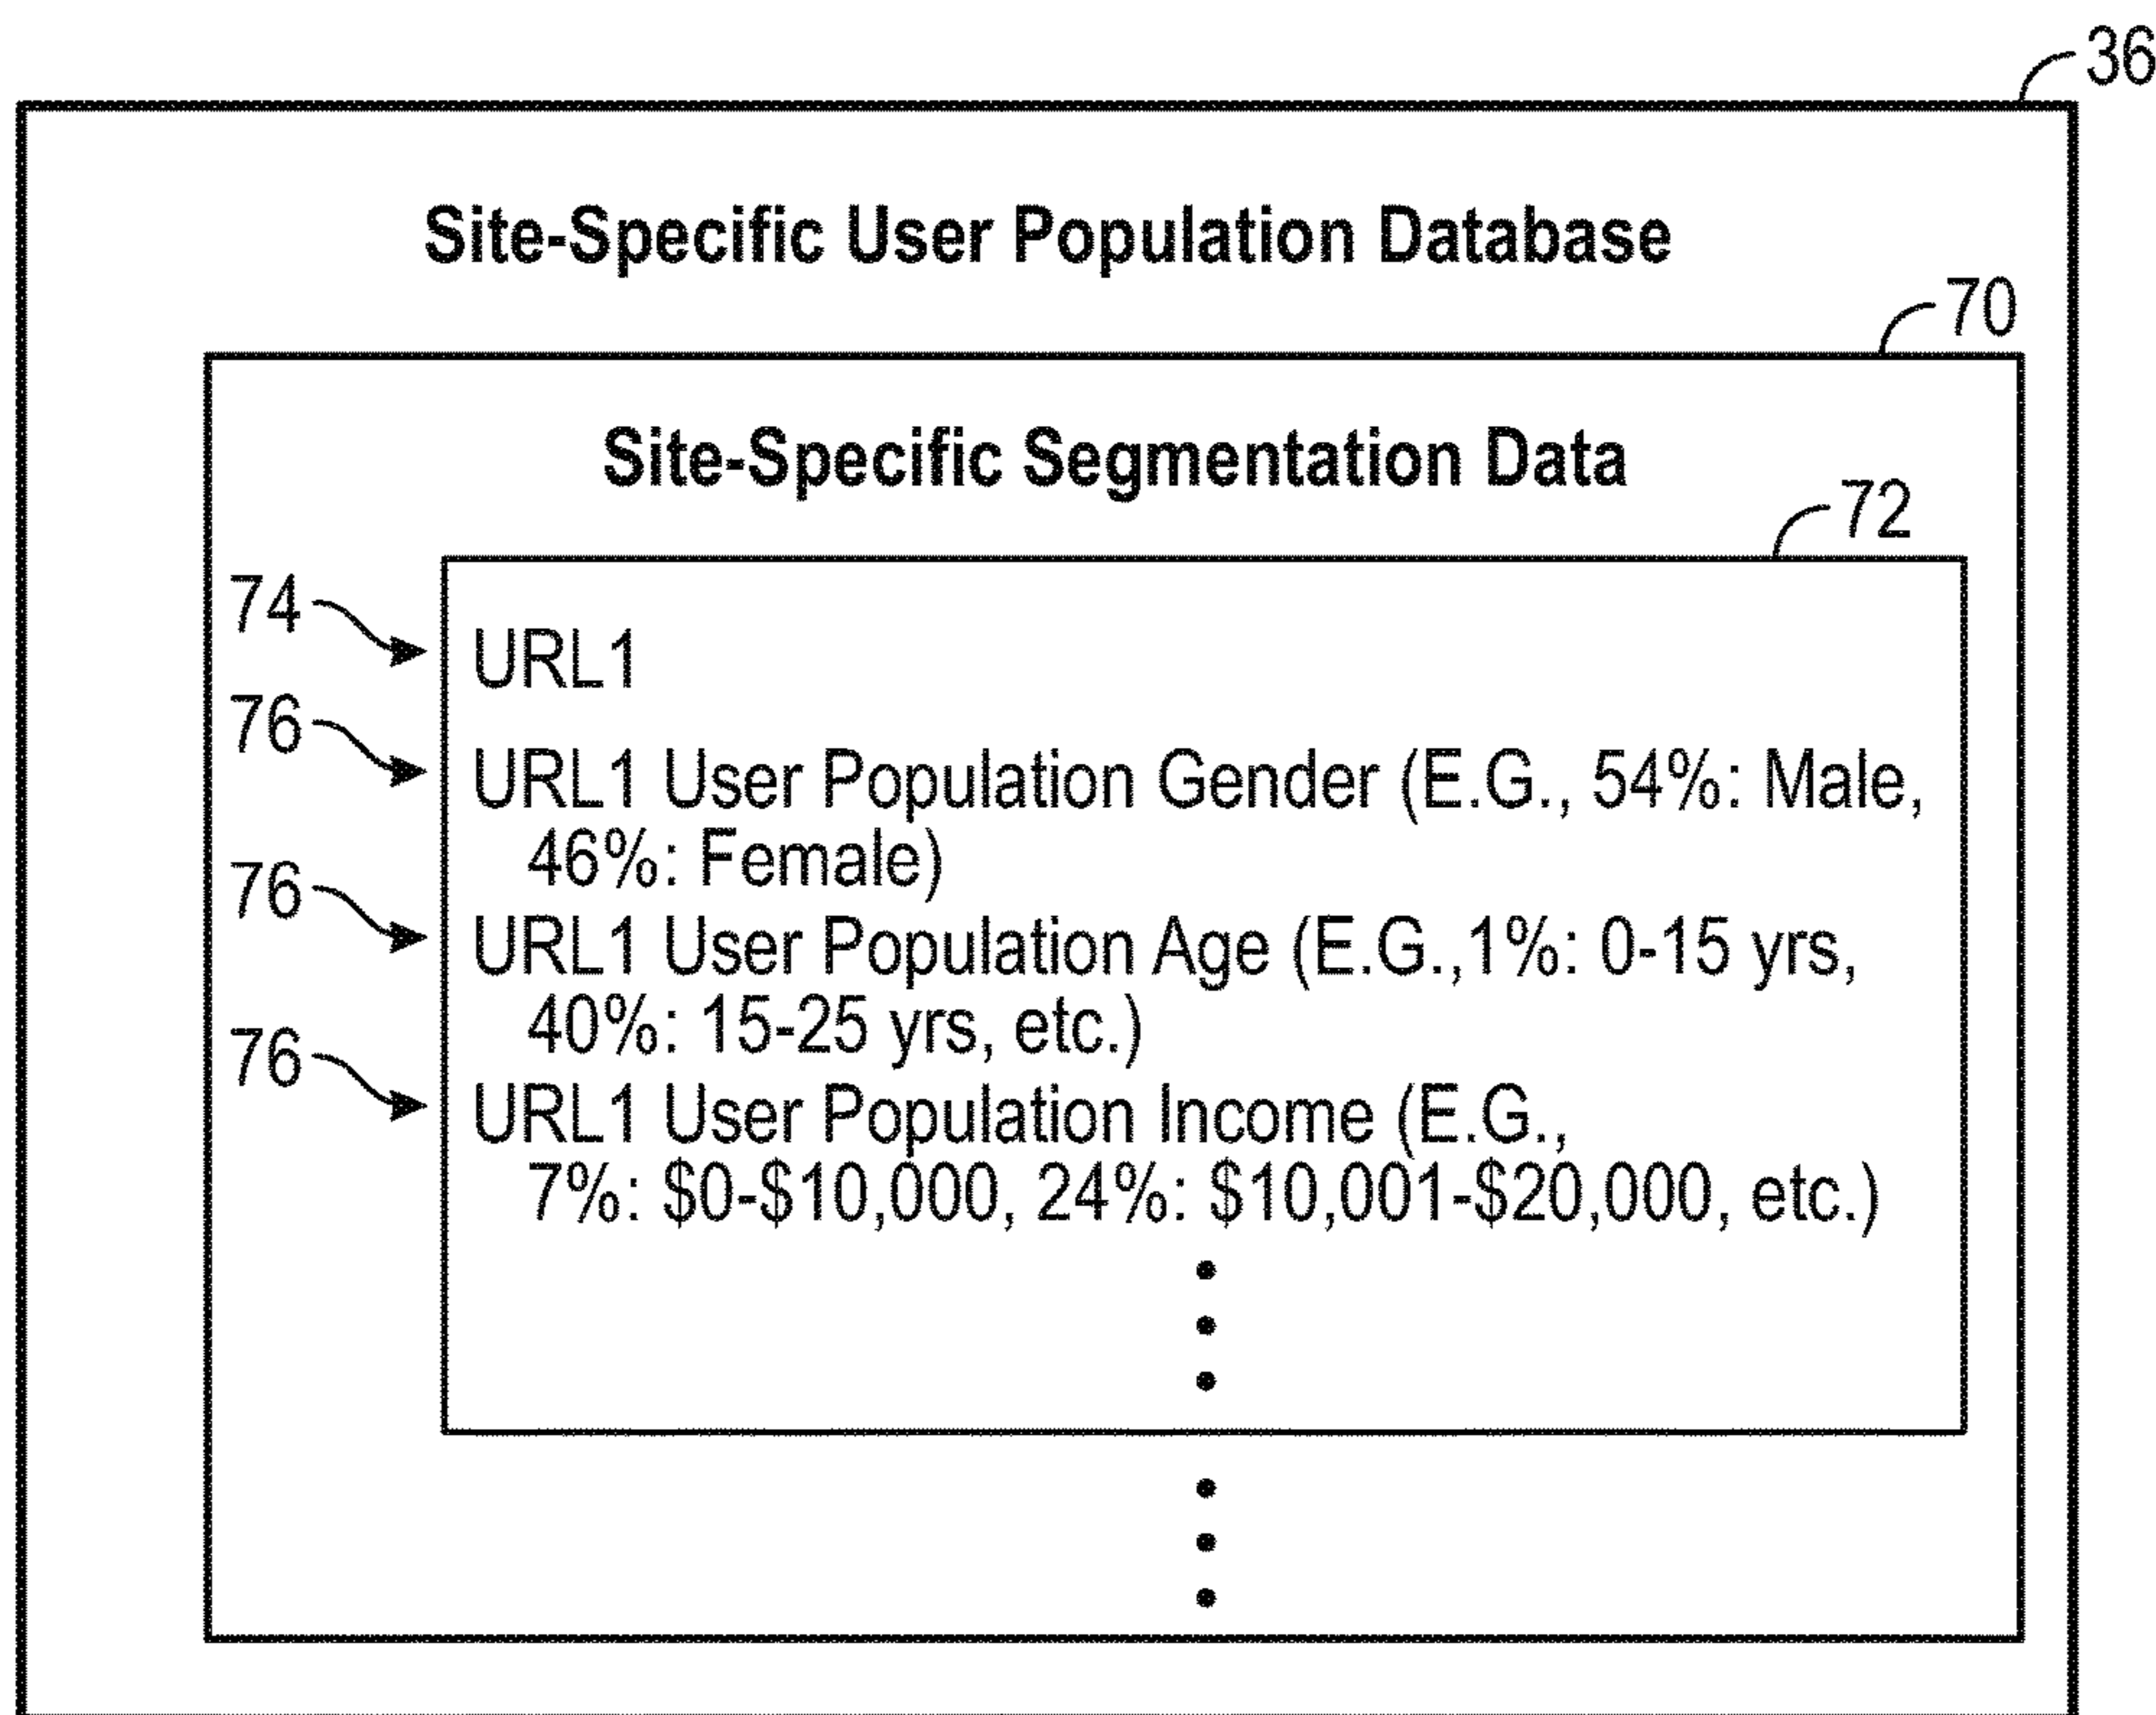 36
Site-Specific User Population Database
70
Site-Specific Segmentation Data
72
74
URL1
76
URL1 User Population Gender (E.G., 54%: Male,
46%: Female)
76
URL1 User Population Age (E.G.,1%: 0-15 yrs,
40%: 15-25 yrs, etc.)
76
URL1 User Population Income (E.G.,
7%: $0-$10,000, 24%: $10,001-$20,000, etc.)